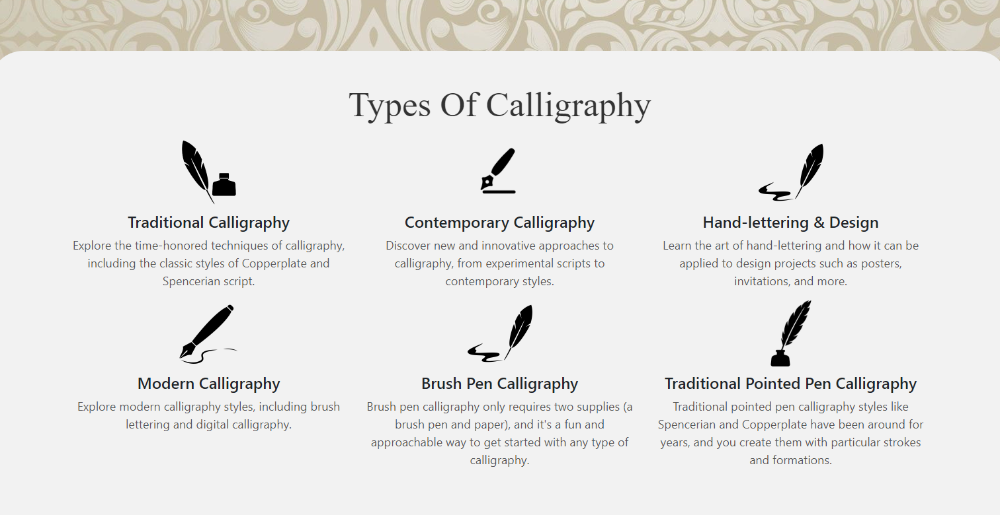 Types Of Calligraphy
Traditional Calligraphy
Explore the time-honored techniques of calligraphy,
including the classic styles of Copperplate and
Spencerian script.
Contemporary Calligraphy
Discover new and innovative approaches to
calligraphy, from experimental scripts to
contemporary styles.
Hand-lettering & Design
Learn the art of hand-lettering and how it can be
applied to design projects such as posters,
invitations, and more.
Modern Calligraphy
Explore modern calligraphy styles, including brush
lettering and digital calligraphy.
Brush Pen Calligraphy
Brush pen calligraphy only requires two supplies (a
brush pen and paper), and it's a fun and
approachable way to get started with any type of
calligraphy.
Traditional Pointed Pen Calligraphy
Traditional pointed pen calligraphy styles like
Spencerian and Copperplate have been around for
years, and you create them with particular strokes
and formations.